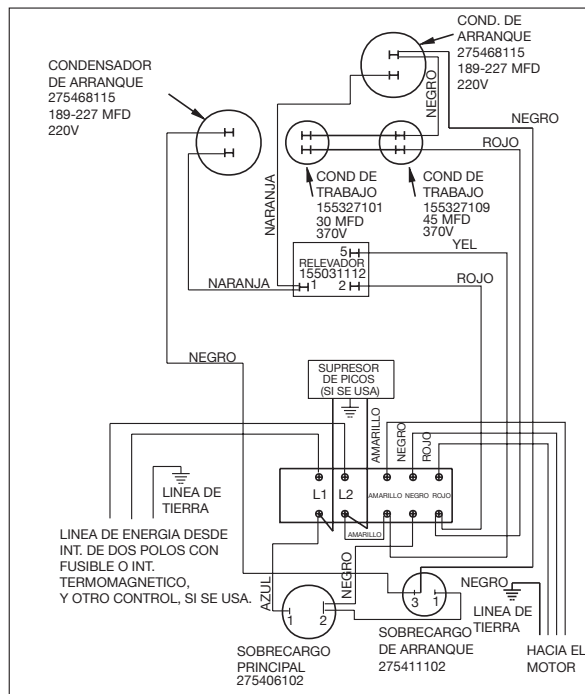 COND. DE
ARRANQUE
275468115
189-227 MFD
220V
CONDENSADOR
DE ARRANQUE
275468115
189-227 MFD
220V
NEGRO
NEGRO
ROJO
COND DE
TRABAJO
155327101
30 MFD
370V
COND DE
TRABAJO
155327109
45 MFD
370V
NARANJA
YEL
5
RELEVADOR
155031112
1
2
NARANJA
ROJO
NEGRO
SUPRESOR
DE PICOS
(SI SE USA)
AMARILLO
NEGRO
ROJO
LINEA DE
TIERRA
L1
L2
AMARILLO
NEGRO
ROJO
AMARILLO
LINEA DE ENERGIA DESDE
INT. DE DOS POLOS CON
FUSIBLE O INT.
TERMOMAGNETICO,
Y OTRO CONTROL, SI SE USA.
AZUL
NEGRO
1
2
3
1
NEGRO
LINEA DE
TIERRA
SOBRECARGO
PRINCIPAL
275406102
SOBRECARGO
DE ARRANQUE
275411102
HACIA EL
MOTOR